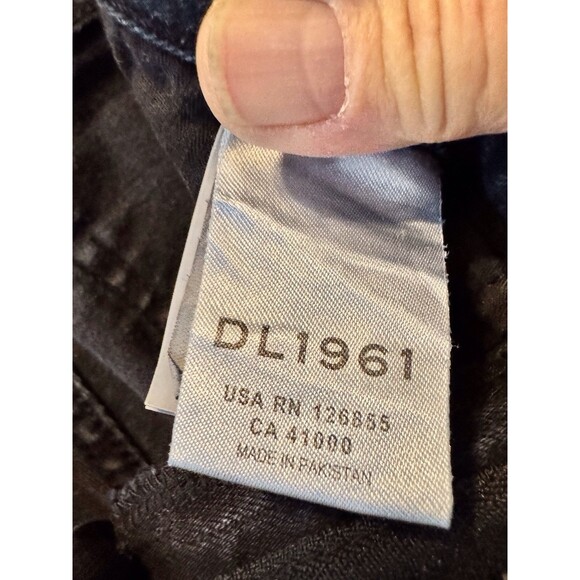 DL1961
USA RN 126855
CA 41000
MADE IN PAKISTAN